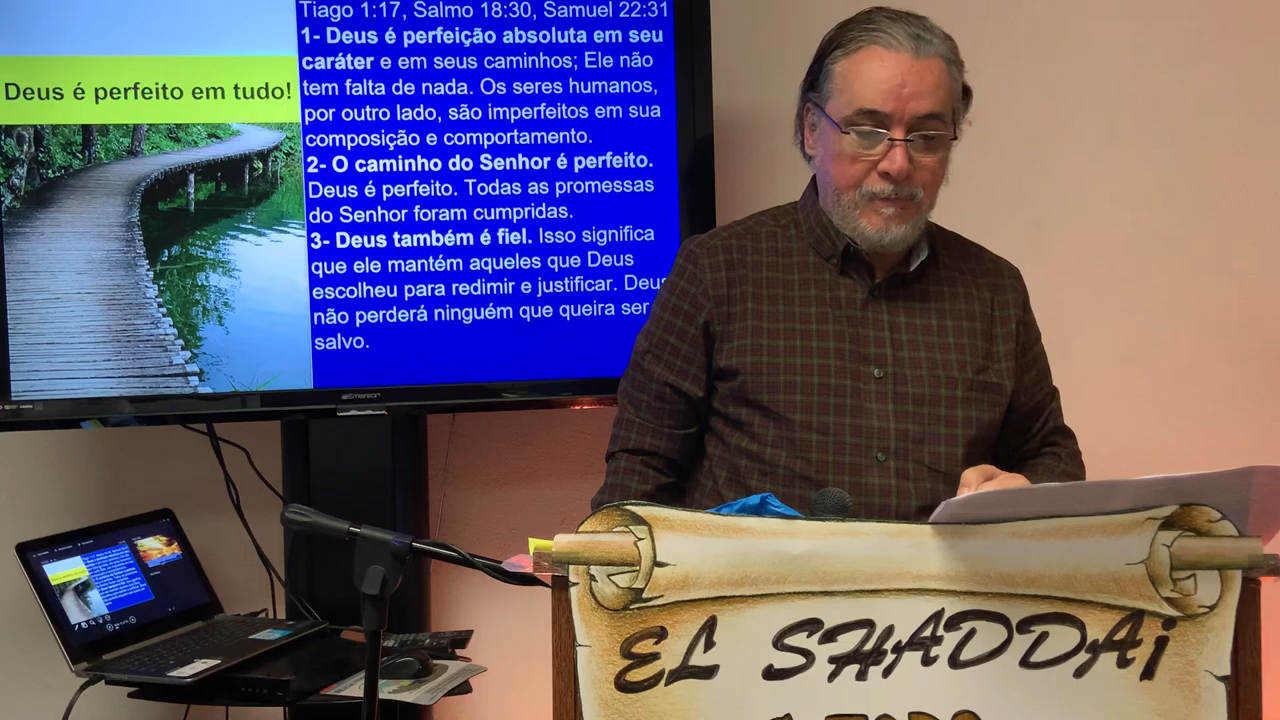 Tiago 1:17, Salmo 18:30, Samuel 22:31
1- Deus é perfeição absoluta em seu
caráter e em seus caminhos; Ele não
tem falta de nada. Os seres humanos,
por outro lado, são imperfeitos em sua
composição e comportamento.
2- O caminho do Senhor é perfeito.
Deus é perfeito. Todas as promessas
do Senhor foram cumpridas.
3- Deus também é fiel. Isso significa
que ele mantém aqueles que Deus
escolheu para redimir e justificar. Deus
não perderá ninguém que queira ser
salvo.
Deus é perfeito em tudo!
Emerson
EL SHADDAi